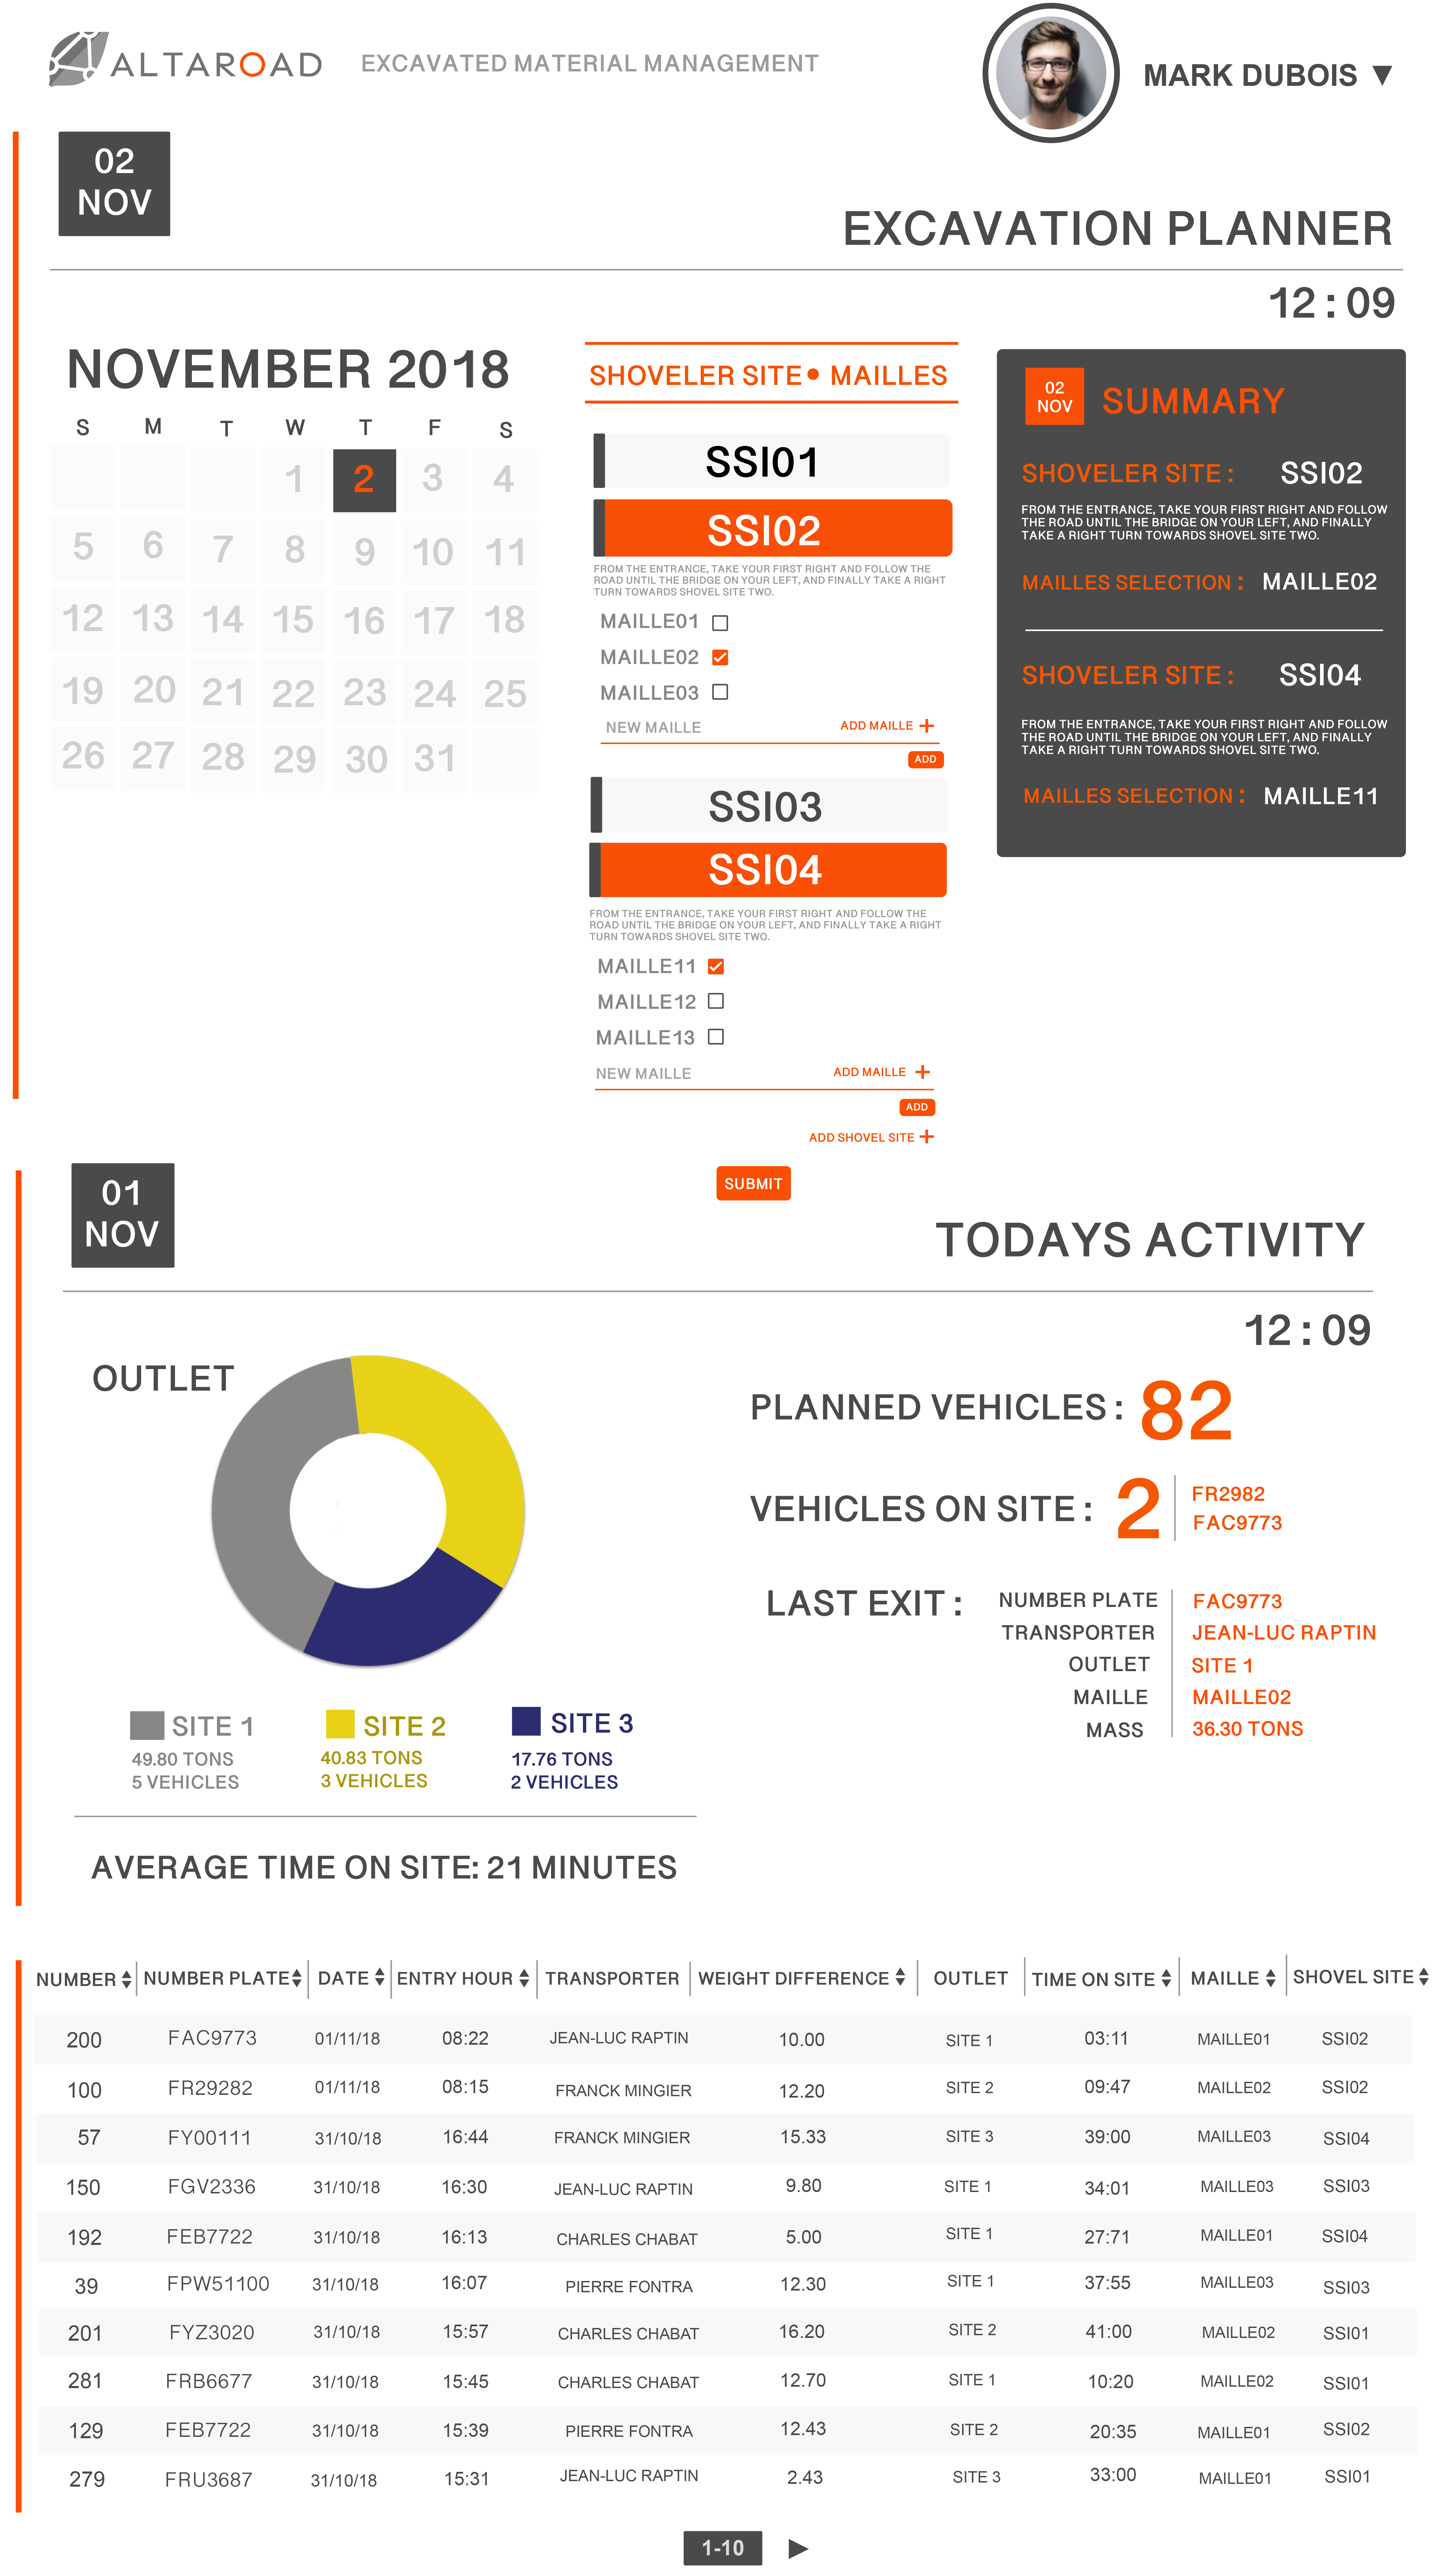 ALTAROAD
EXCAVATED MATERIAL MANAGEMENT
MARK DUBOIS ▼
02
NOV
EXCAVATION PLANNER
12 : 09
NOVEMBER 2018
S M T W T F S
1 2 3 4
5 6 7 8 9 10 11
12 13 14 15 16 17 18
19 20 21 22 23 24 25
26 27 28 29 30 31
SHOVELER SITE • MAILLES
SSI01
SSI02
FROM THE ENTRANCE, TAKE YOUR FIRST RIGHT AND FOLLOW THE
ROAD UNTIL THE BRIDGE ON YOUR LEFT, AND FINALLY TAKE A RIGHT
TURN TOWARDS SHOVEL SITE TWO.
MAILLE01
MAILLE02
MAILLE03
NEW MAILLE ADD MAILLE +
ADD
SSI03
SSI04
FROM THE ENTRANCE, TAKE YOUR FIRST RIGHT AND FOLLOW THE
ROAD UNTIL THE BRIDGE ON YOUR LEFT, AND FINALLY TAKE A RIGHT
TURN TOWARDS SHOVEL SITE TWO.
MAILLE11
MAILLE12
MAILLE13
NEW MAILLE ADD MAILLE +
ADD
ADD SHOVEL SITE +
SUBMIT
02
NOV
SUMMARY
SHOVELER SITE : SSI02
FROM THE ENTRANCE, TAKE YOUR FIRST RIGHT AND FOLLOW
THE ROAD UNTIL THE BRIDGE ON YOUR LEFT, AND FINALLY
TAKE A RIGHT TURN TOWARDS SHOVEL SITE TWO.
MAILLES SELECTION : MAILLE02
SHOVELER SITE : SSI04
FROM THE ENTRANCE, TAKE YOUR FIRST RIGHT AND FOLLOW
THE ROAD UNTIL THE BRIDGE ON YOUR LEFT, AND FINALLY
TAKE A RIGHT TURN TOWARDS SHOVEL SITE TWO.
MAILLES SELECTION : MAILLE11
01
NOV
TODAYS ACTIVITY
12 : 09
OUTLET
SITE 1
49.80 TONS
5 VEHICLES
SITE 2
40.83 TONS
3 VEHICLES
SITE 3
17.76 TONS
2 VEHICLES
AVERAGE TIME ON SITE: 21 MINUTES
PLANNED VEHICLES : 82
VEHICLES ON SITE : 2
FR2982
FAC9773
LAST EXIT :
NUMBER PLATE FAC9773
TRANSPORTER JEAN-LUC RAPTIN
OUTLET SITE 1
MAILLE MAILLE02
MASS 36.30 TONS
NUMBER NUMBER PLATE DATE ENTRY HOUR TRANSPORTER WEIGHT DIFFERENCE OUTLET TIME ON SITE MAILLE SHOVEL SITE
200 FAC9773 01/11/18 08:22 JEAN-LUC RAPTIN 10.00 SITE 1 03:11 MAILLE01 SSI02
100 FR29282 01/11/18 08:15 FRANCK MINGIER 12.20 SITE 2 09:47 MAILLE02 SSI02
57 FY00111 31/10/18 16:44 FRANCK MINGIER 15.33 SITE 3 39:00 MAILLE03 SSI04
150 FGV2336 31/10/18 16:30 JEAN-LUC RAPTIN 9.80 SITE 1 34:01 MAILLE03 SSI03
192 FEB7722 31/10/18 16:13 CHARLES CHABAT 5.00 SITE 1 27:71 MAILLE01 SSI04
39 FPW51100 31/10/18 16:07 PIERRE FONTRA 12.30 SITE 1 37:55 MAILLE03 SSI03
201 FYZ3020 31/10/18 15:57 CHARLES CHABAT 16.20 SITE 2 41:00 MAILLE02 SSI01
281 FRB6677 31/10/18 15:45 CHARLES CHABAT 12.70 SITE 1 10:20 MAILLE02 SSI01
129 FEB7722 31/10/18 15:39 PIERRE FONTRA 12.43 SITE 2 20:35 MAILLE01 SSI02
279 FRU3687 31/10/18 15:31 JEAN-LUC RAPTIN 2.43 SITE 3 33:00 MAILLE01 SSI01
1-10 ▶